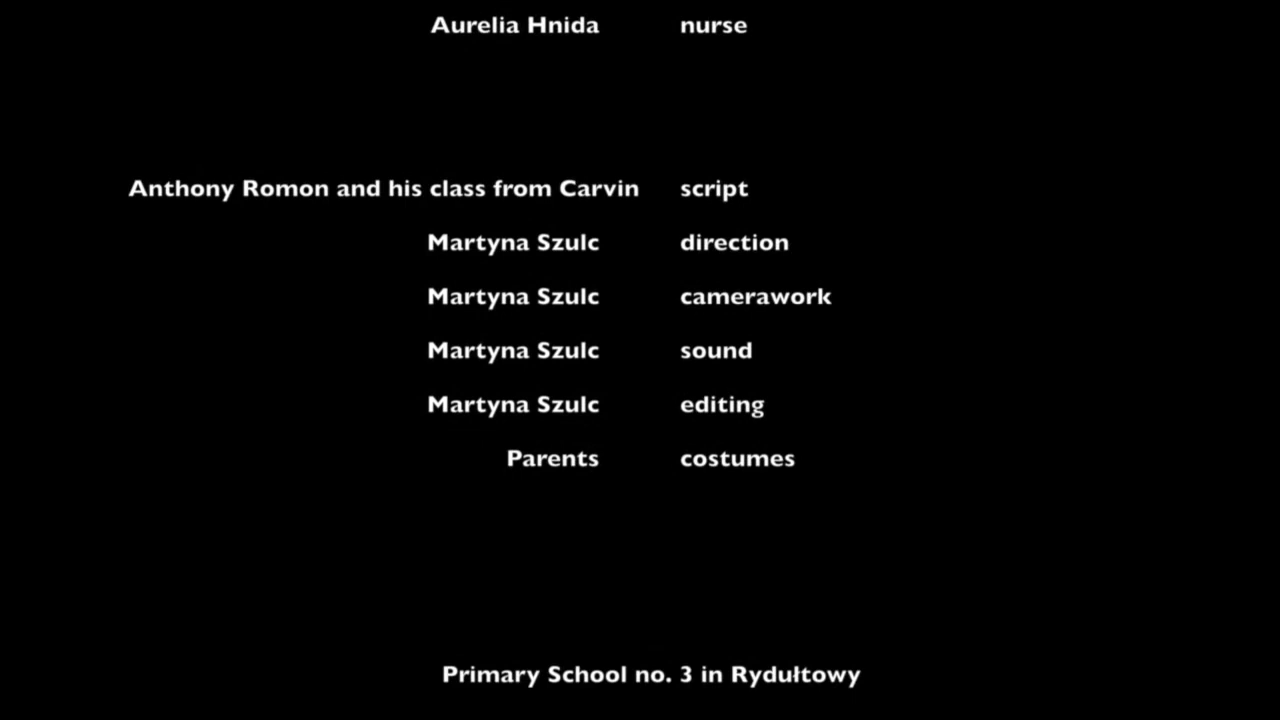 Aurelia Hnida nurse
Anthony Romon and his class from Carvin script
Martyna Szulc direction
Martyna Szulc camerawork
Martyna Szulc sound
Martyna Szulc editing
Parents costumes
Primary School no. 3 in Rydułtowy